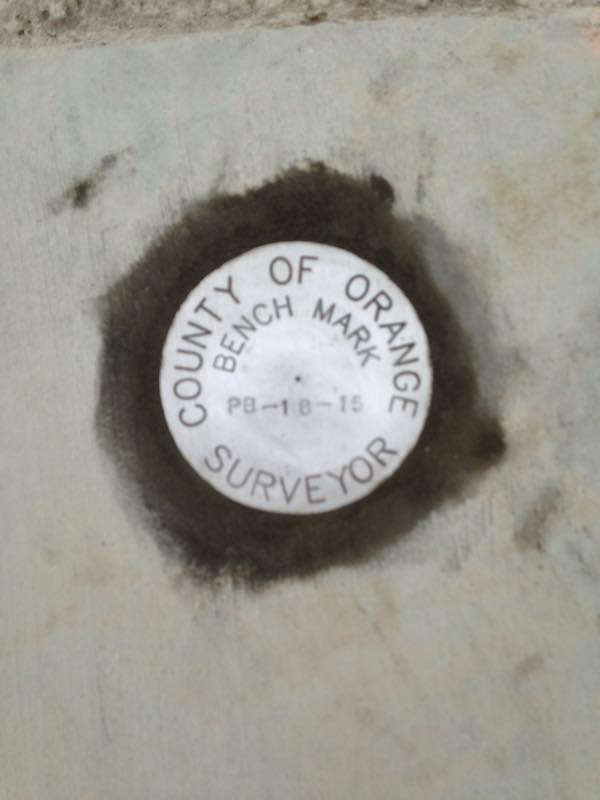 COUNTY OF ORANGE
BENCH MARK
PB-18-15
SURVEYOR